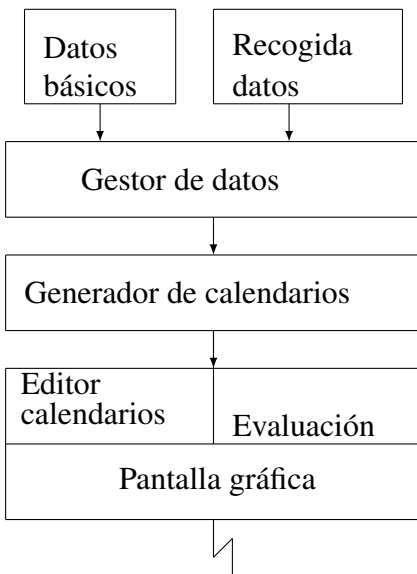 Datos
básicos
Recogida
datos
Gestor de datos
Generador de calendarios
Editor
calendarios
Evaluación
Pantalla gráfica